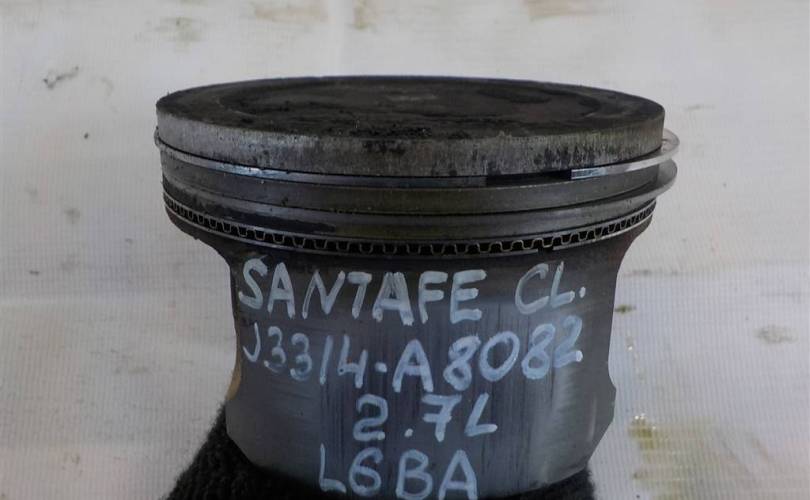 SANTAFE CL.
J3314-A8082
2.7L
L6BA